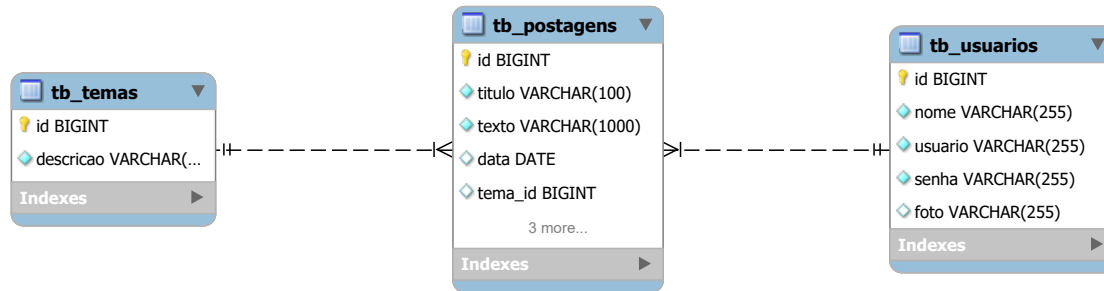 tb_temas
id BIGINT
descricao VARCHAR(...
Indexes
tb_postagens
id BIGINT
titulo VARCHAR(100)
texto VARCHAR(1000)
data DATE
tema_id BIGINT
3 more...
Indexes
tb_usuarios
id BIGINT
nome VARCHAR(255)
usuario VARCHAR(255)
senha VARCHAR(255)
foto VARCHAR(255)
Indexes